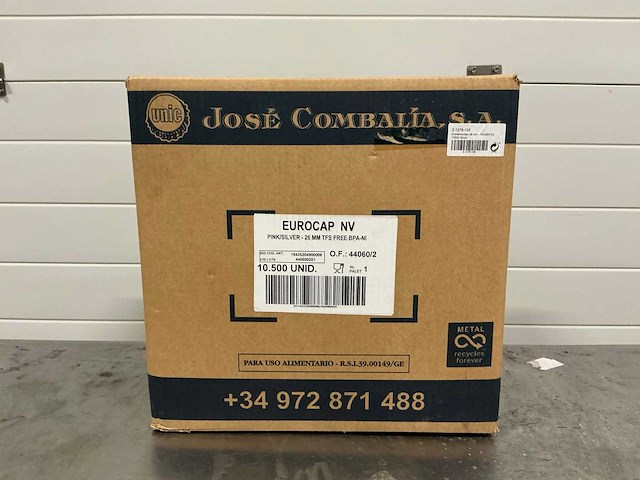 unic
JOSÉ COMBALÍA, S.A.
EUROCAP NV
PINK/SILVER - 26 MM TFS FREE BPA-NI
O.F.: 44060/2
10.500 UNID.
PALET 1
METAL
recycles
forever
PARA USO ALIMENTARIO - R.S.I.39.00149/GE
+34 972 871 488